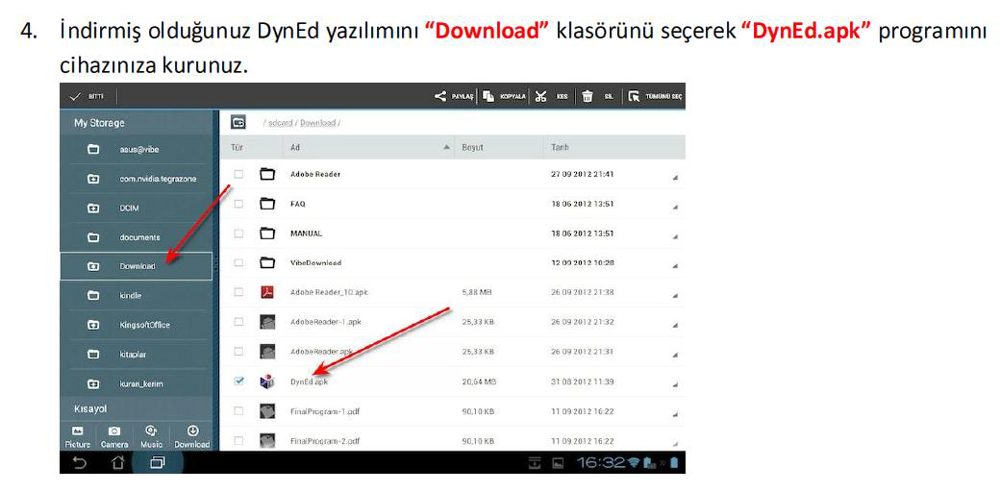 4. İndirmiş olduğunuz DynEd yazılımını “Download” klasörünü seçerek “DynEd.apk” programını
cihazınıza kurunuz.
BİTTİ PAYLAŞ KOPYALA KES SİL TÜMÜNÜ SEÇ
My Storage
asus@vibe
com.nvidia.tegrazone
DCIM
documents
Download
kindle
KingsoftOffice
kitaplar
kuran_kerim
Kısayol
Picture Camera Music Download
/ sdcard / Download /
Tür Ad Boyut Tarih
Adobe Reader 27 09 2012 21:41
FAQ 18 06 2012 13:51
MANUAL 18 06 2012 13:51
VibeDownload 12 09 2012 10:28
Adobe Reader_10.apk 5,88 MB 26 09 2012 21:38
AdobeReader-1.apk 25,33 KB 26 09 2012 21:32
AdobeReader.apk 25,33 KB 26 09 2012 21:31
DynEd.apk 20,64 MB 31 08 2012 11:39
FinalProgram-1.pdf 90,10 KB 11 09 2012 16:22
FinalProgram-2.pdf 90,10 KB 11 09 2012 16:22
16:32